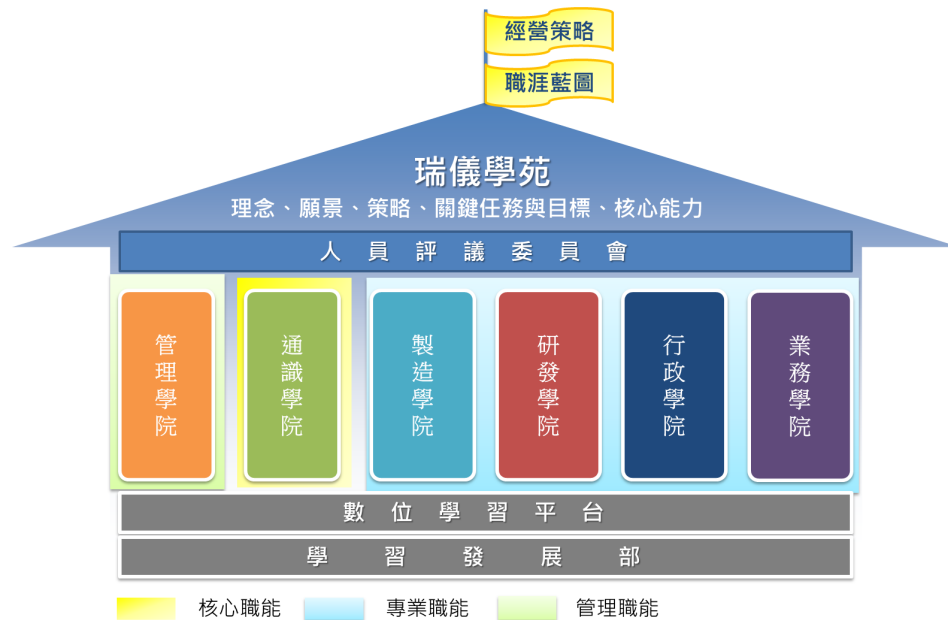 經營策略
職涯藍圖
瑞儀學苑
理念、願景、策略、關鍵任務與目標、核心能力
人員評議委員會
管理學院
通識學院
製造學院
研發學院
行政學院
業務學院
數位學習平台
學習發展部
核心職能
專業職能
管理職能